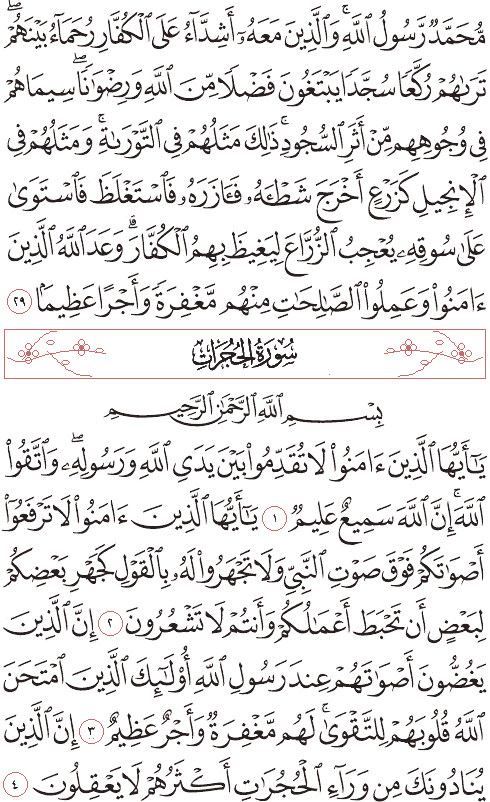 مُّحَمَّدٌ رَّسُولُ ٱللَّهِ ۚ وَٱلَّذِينَ مَعَهُۥٓ أَشِدَّآءُ عَلَى ٱلْكُفَّارِ رُحَمَآءُ بَيْنَهُمْ ۖ
تَرَىٰهُمْ رُكَّعًا سُجَّدًا يَبْتَغُونَ فَضْلًا مِّنَ ٱللَّهِ وَرِضْوَٰنًا ۖ سِيمَاهُمْ
فِى وُجُوهِهِم مِّنْ أَثَرِ ٱلسُّجُودِ ۚ ذَٰلِكَ مَثَلُهُمْ فِى ٱلتَّوْرَىٰةِ ۚ وَمَثَلُهُمْ فِى
ٱلْإِنجِيلِ كَزَرْعٍ أَخْرَجَ شَطْـَٔهُۥ فَـَٔازَرَهُۥ فَٱسْتَغْلَظَ فَٱسْتَوَىٰ
عَلَىٰ سُوقِهِۦ يُعْجِبُ ٱلزُّرَّاعَ لِيَغِيظَ بِهِمُ ٱلْكُفَّارَ ۗ وَعَدَ ٱللَّهُ ٱلَّذِينَ
ءَامَنُوا۟ وَعَمِلُوا۟ ٱلصَّٰلِحَٰتِ مِنْهُم مَّغْفِرَةً وَأَجْرًا عَظِيمًۢا ٢٩
سُورَةُ الحُجُرَاتِ
بِسْمِ ٱللَّهِ ٱلرَّحْمَٰنِ ٱلرَّحِيمِ
يَٰٓأَيُّهَا ٱلَّذِينَ ءَامَنُوا۟ لَا تُقَدِّمُوا۟ بَيْنَ يَدَىِ ٱللَّهِ وَرَسُولِهِۦ ۖ وَٱتَّقُوا۟
ٱللَّهَ ۚ إِنَّ ٱللَّهَ سَمِيعٌ عَلِيمٌ ١ يَٰٓأَيُّهَا ٱلَّذِينَ ءَامَنُوا۟ لَا تَرْفَعُوٓا۟
أَصْوَٰتَكُمْ فَوْقَ صَوْتِ ٱلنَّبِىِّ وَلَا تَجْهَرُوا۟ لَهُۥ بِٱلْقَوْلِ كَجَهْرِ بَعْضِكُمْ
لِبَعْضٍ أَن تَحْبَطَ أَعْمَٰلُكُمْ وَأَنتُمْ لَا تَشْعُرُونَ ٢ إِنَّ ٱلَّذِينَ
يَغُضُّونَ أَصْوَٰتَهُمْ عِندَ رَسُولِ ٱللَّهِ أُو۟لَٰٓئِكَ ٱلَّذِينَ ٱمْتَحَنَ
ٱللَّهُ قُلُوبَهُمْ لِلتَّقْوَىٰ ۚ لَهُم مَّغْفِرَةٌ وَأَجْرٌ عَظِيمٌ ٣ إِنَّ ٱلَّذِينَ
يُنَادُونَكَ مِن وَرَآءِ ٱلْحُجُرَٰتِ أَكْثَرُهُمْ لَا يَعْقِلُونَ ٤